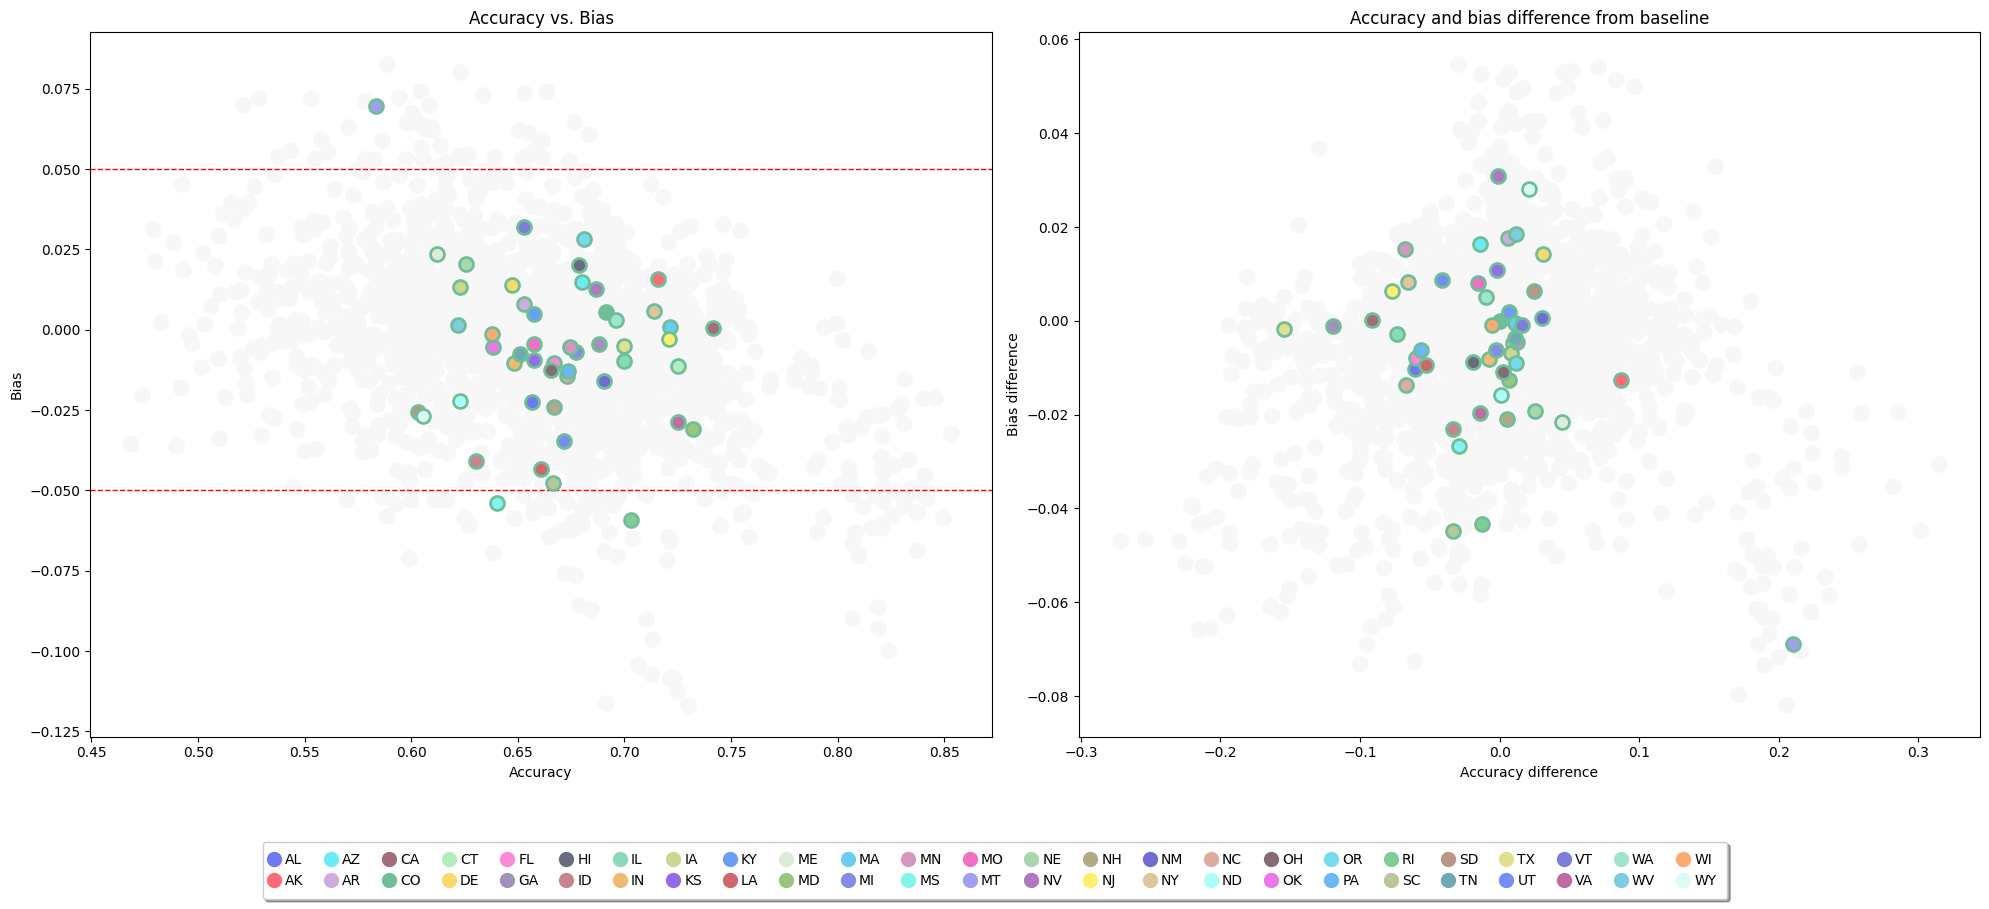 Accuracy vs. Bias
0.075
0.050
0.025
0.000
−0.025
−0.050
−0.075
−0.100
−0.125
Bias
0.45 0.50 0.55 0.60 0.65 0.70 0.75 0.80 0.85
Accuracy
Accuracy and bias difference from baseline
0.06
0.04
0.02
0.00
−0.02
−0.04
−0.06
−0.08
Bias difference
−0.3 −0.2 −0.1 0.0 0.1 0.2 0.3
Accuracy difference
AL AZ CA CT FL HI IL IA KY ME MA MN MO NE NH NM NC OH OR RI SD TX VT WA WI
AK AR CO DE GA ID IN KS LA MD MI MS MT NV NJ NY ND OK PA SC TN UT VA WV WY